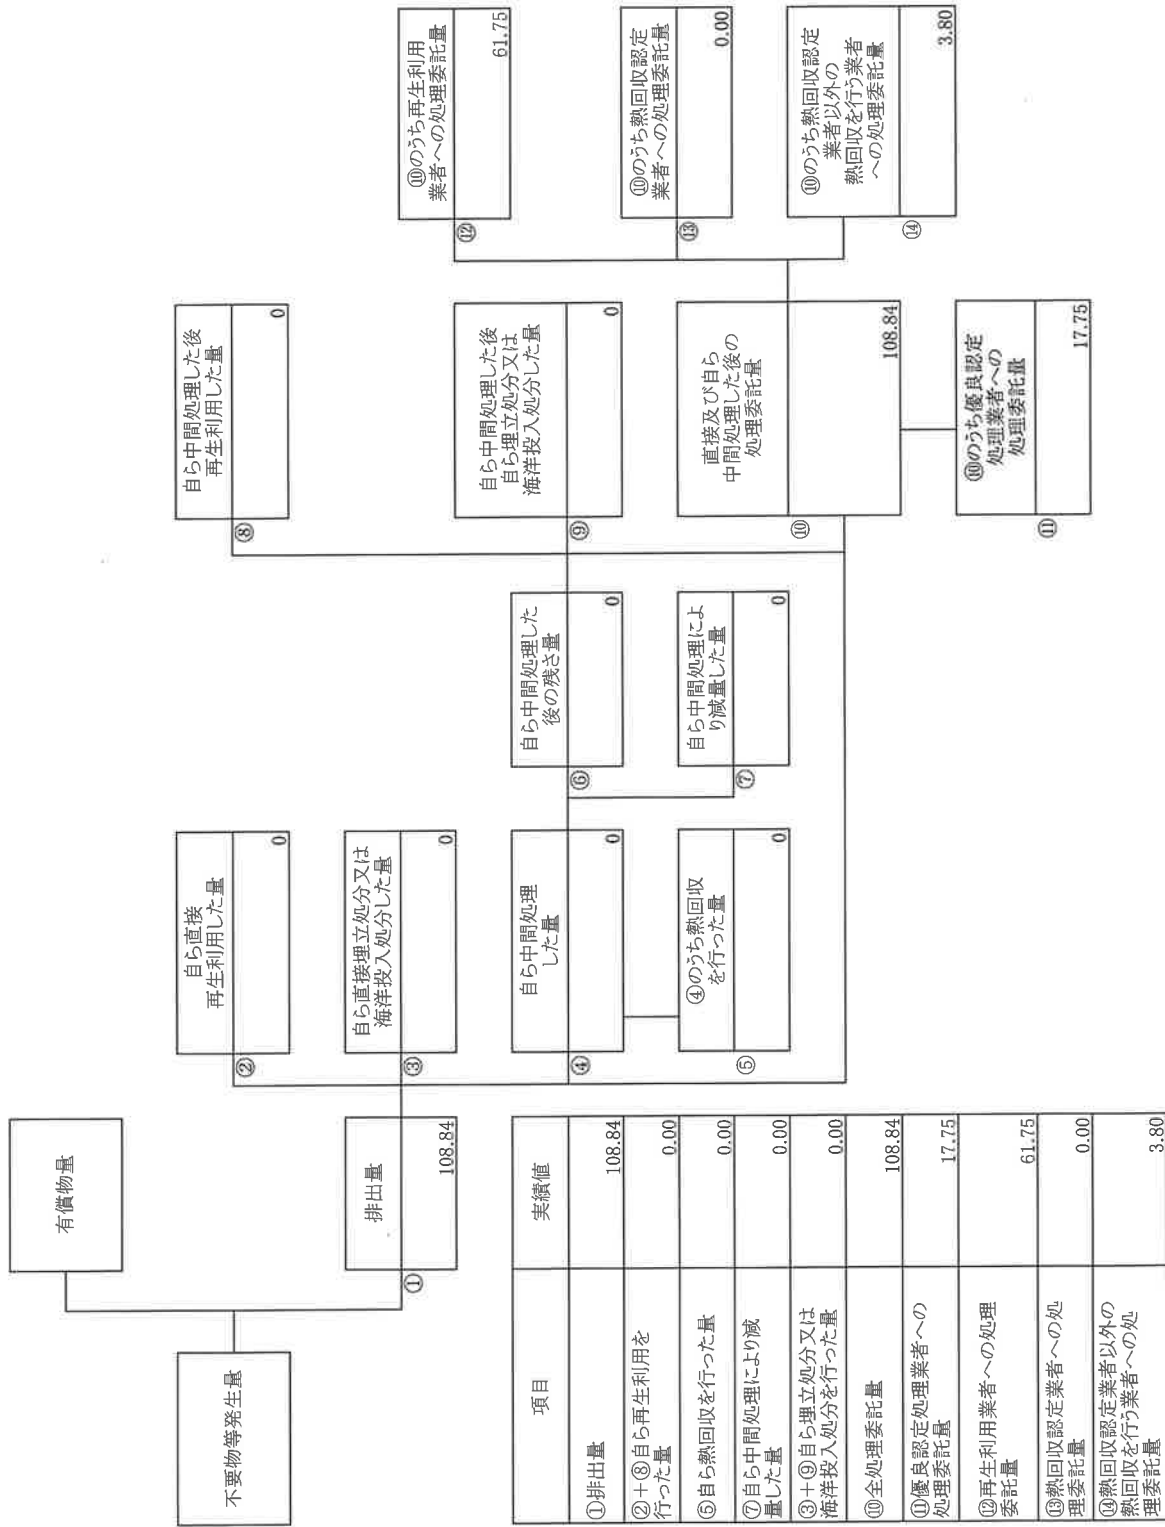 有償物量
不要物等発生量
排出量
①
108.84
自ら直接
再生利用した量
②
0
自ら直接埋立処分又は
海洋投入処分した量
③
0
自ら中間処理
した量
④
0
④のうち熱回収
を行った量
⑤
0
自ら中間処理した
後の残さ量
⑥
0
自ら中間処理によ
り減量した量
⑦
0
自ら中間処理した後
再生利用した量
⑧
0
自ら中間処理した後
自ら埋立処分又は
海洋投入処分した量
⑨
0
直接及び自ら
中間処理した後の
処理委託量
⑩
108.84
⑩のうち優良認定
処理業者への
処理委託量
⑪
17.75
⑩のうち再生利用
業者への処理委託量
⑫
61.75
⑩のうち熱回収認定
業者への処理委託量
⑬
0.00
⑩のうち熱回収認定
業者以外の
熱回収を行う業者
への処理委託量
⑭
3.80
項目 実績値
①排出量 108.84
②+⑧自ら再生利用を
行った量 0.00
⑤自ら熱回収を行った量 0.00
⑦自ら中間処理により減
量した量 0.00
③+⑨自ら埋立処分又は
海洋投入処分を行った量 0.00
⑩全処理委託量 108.84
⑪優良認定処理業者への
処理委託量 17.75
⑫再生利用業者への処理
委託量 61.75
⑬熱回収認定業者への処
理委託量 0.00
⑭熱回収認定業者以外の
熱回収を行う業者への処
理委託量 3.80